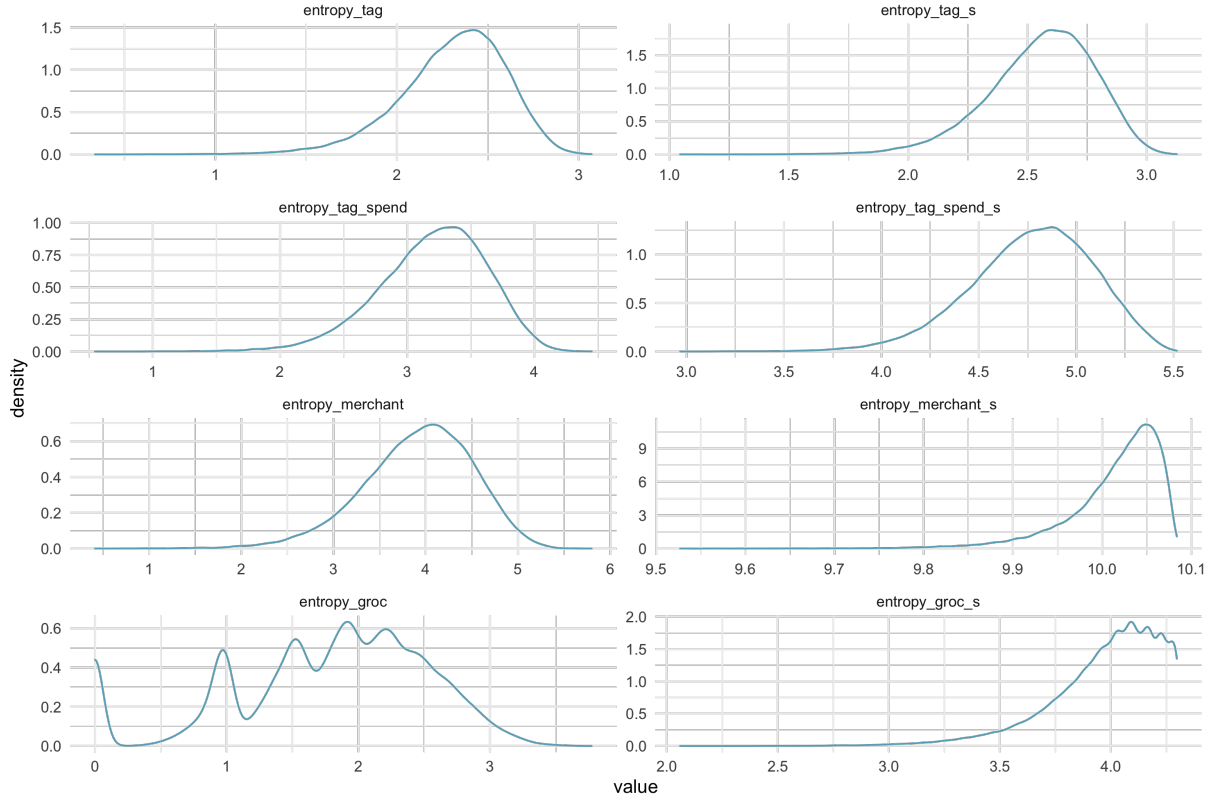 entropy_tag
entropy_tag_s
1.5
1.0
0.5
0.0
1 2 3
1.5
1.0
0.5
0.0
1.0 1.5 2.0 2.5 3.0
entropy_tag_spend
entropy_tag_spend_s
1.00
0.75
0.50
0.25
0.00
1 2 3 4
1.0
0.5
0.0
3.0 3.5 4.0 4.5 5.0 5.5
density
entropy_merchant
entropy_merchant_s
0.6
0.4
0.2
0.0
1 2 3 4 5 6
9
6
3
0
9.5 9.6 9.7 9.8 9.9 10.0 10.1
entropy_groc
entropy_groc_s
0.6
0.4
0.2
0.0
0 1 2 3
2.0
1.5
1.0
0.5
0.0
2.0 2.5 3.0 3.5 4.0
value